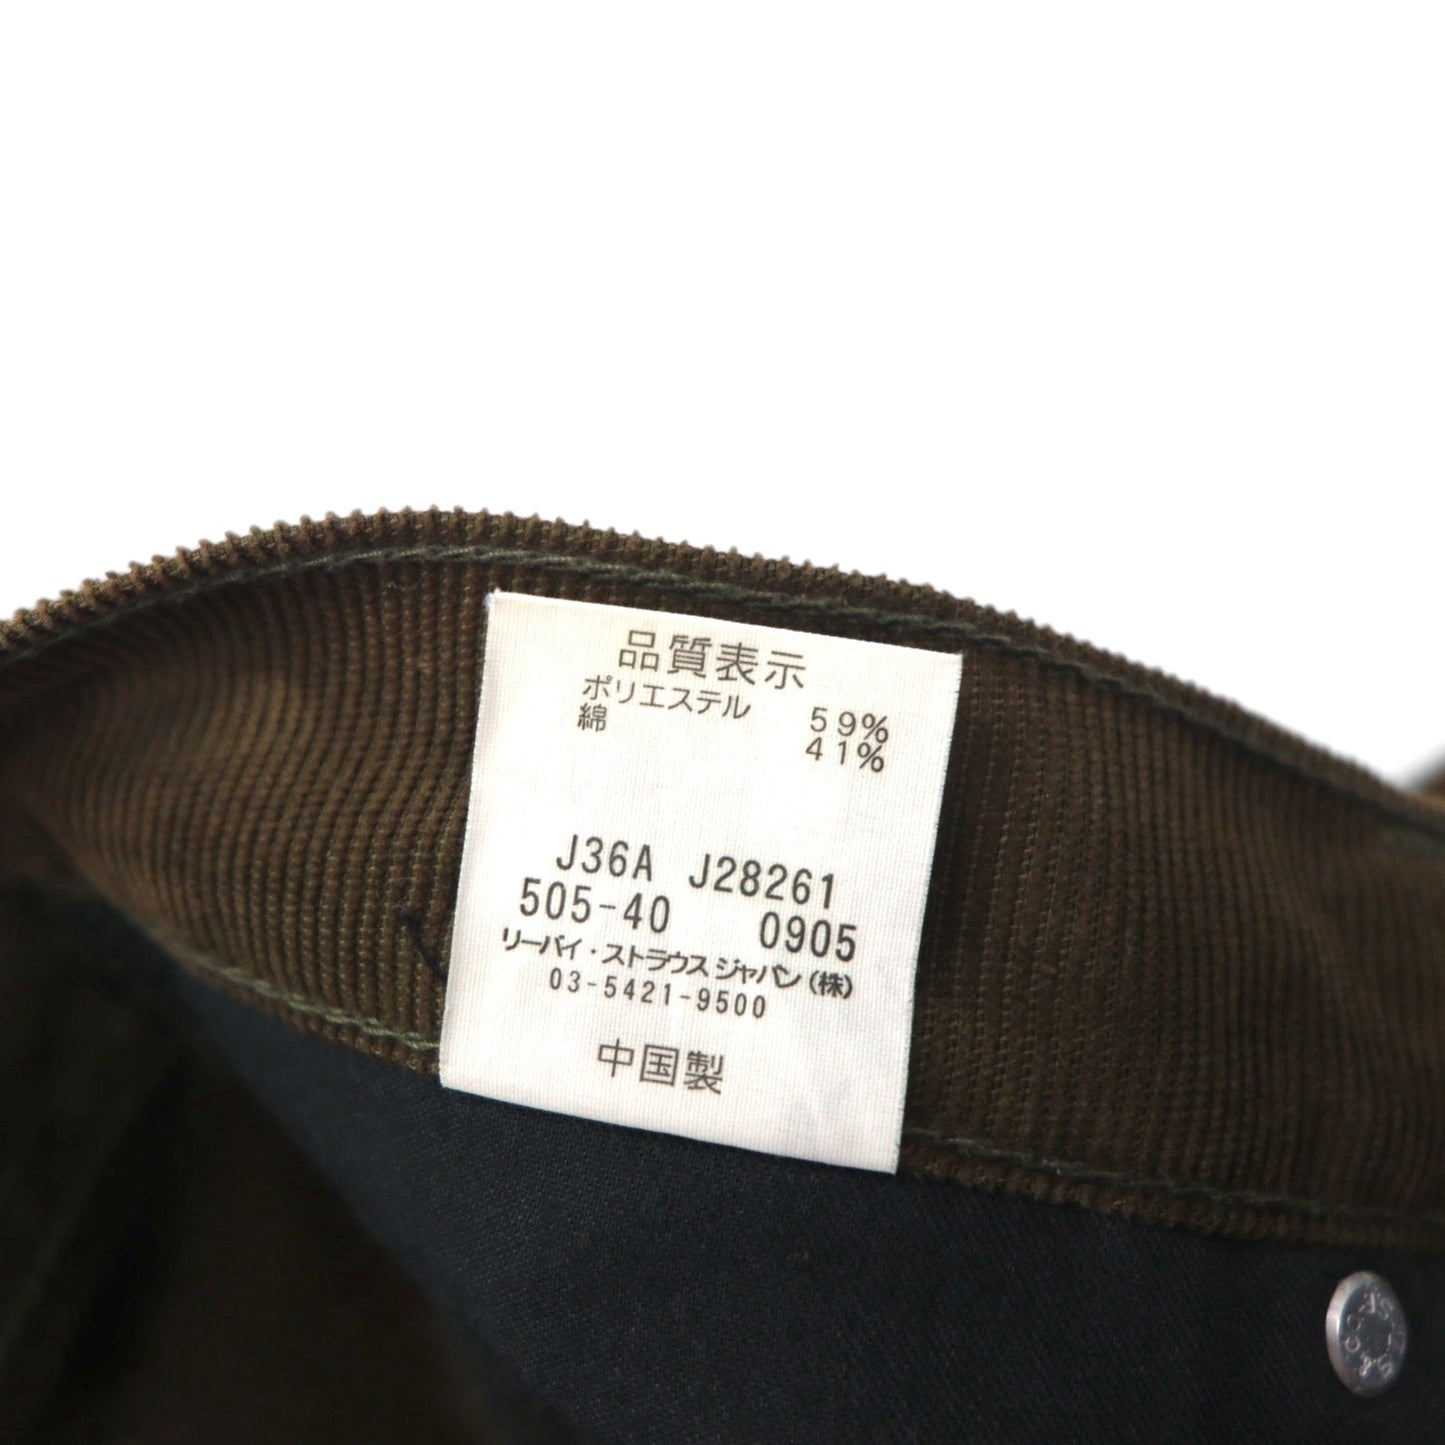 品質表示
ポリエステル 59%
綿 41%
J36A J28261
505-40 0905
リーバイ・ストラウス ジャパン(株)
03-5421-9500
中国製
L.S.&CO. S.F.